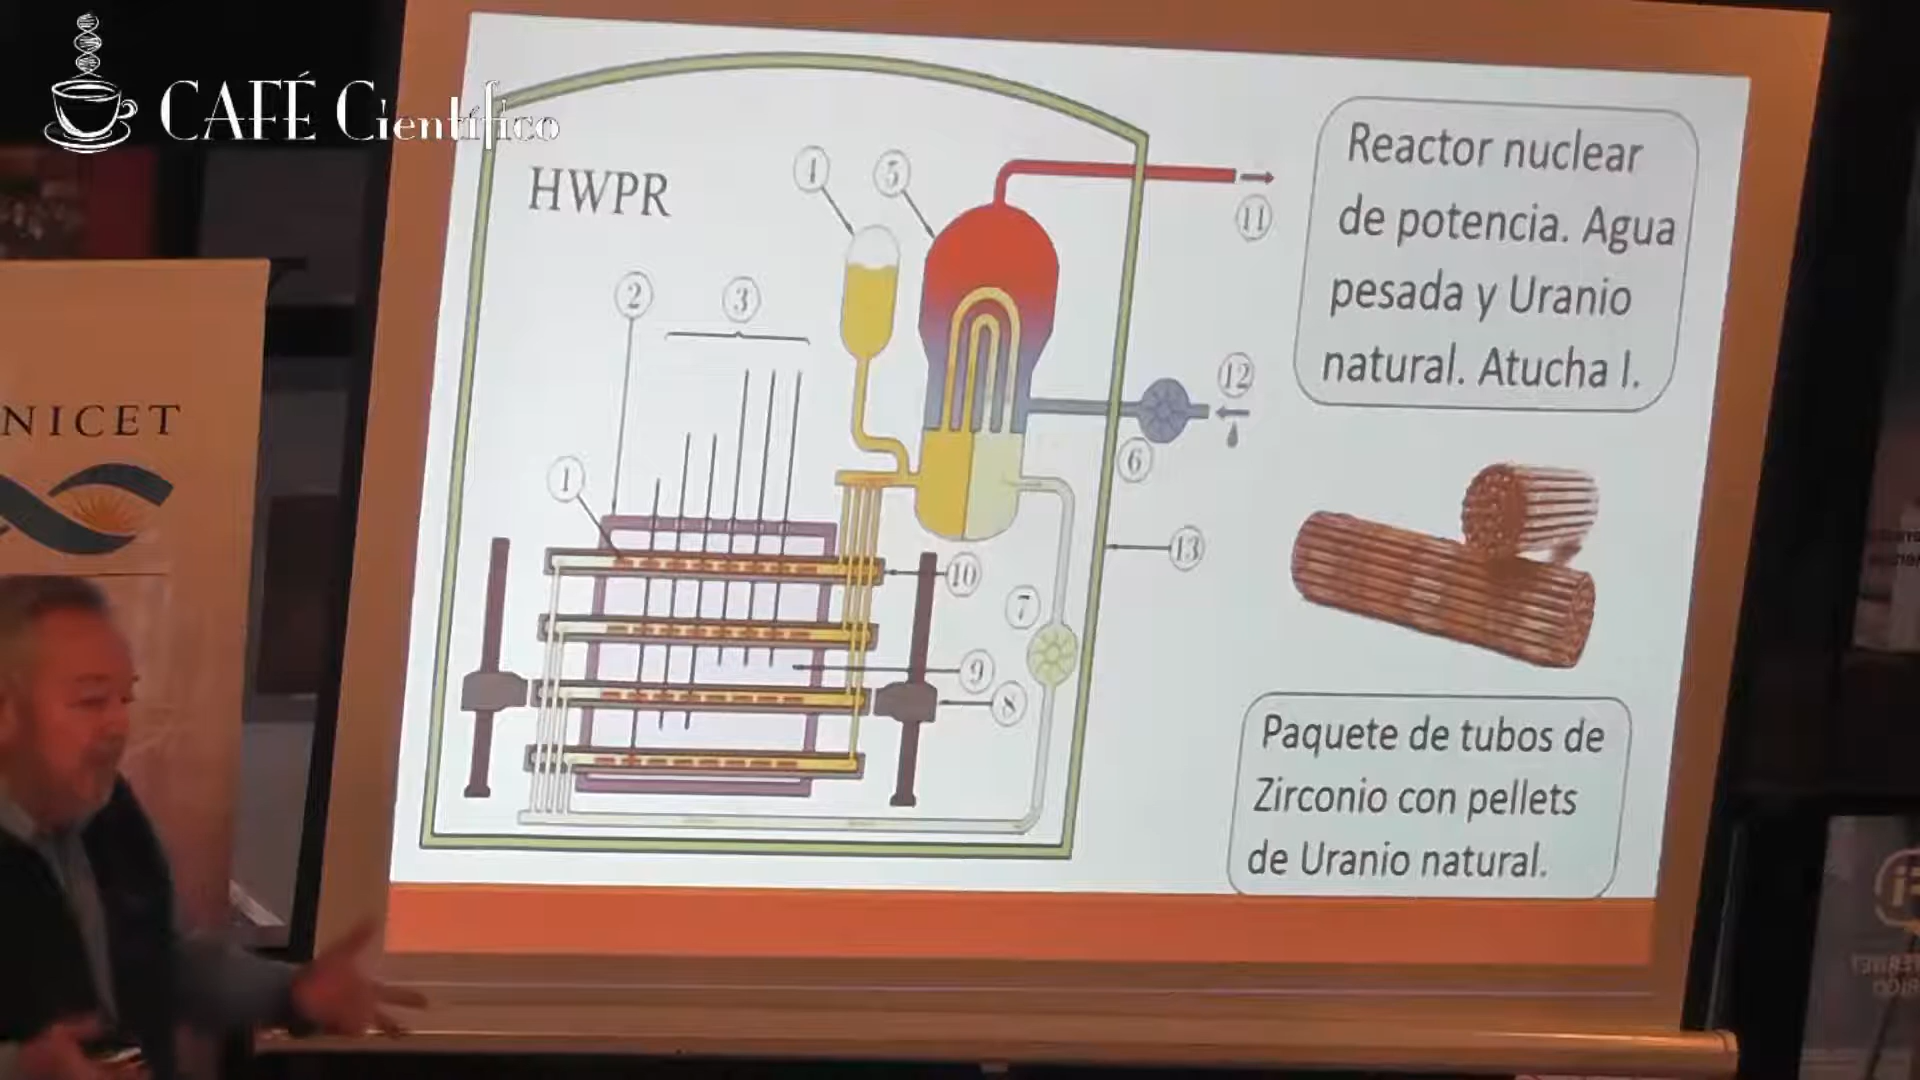 CAFÉ Científico
HWPR
Reactor nuclear
de potencia. Agua
pesada y Uranio
natural. Atucha I.
4
5
11
2
3
12
1
6
13
10
7
9
8
Paquete de tubos de
Zirconio con pellets
de Uranio natural.
NICET